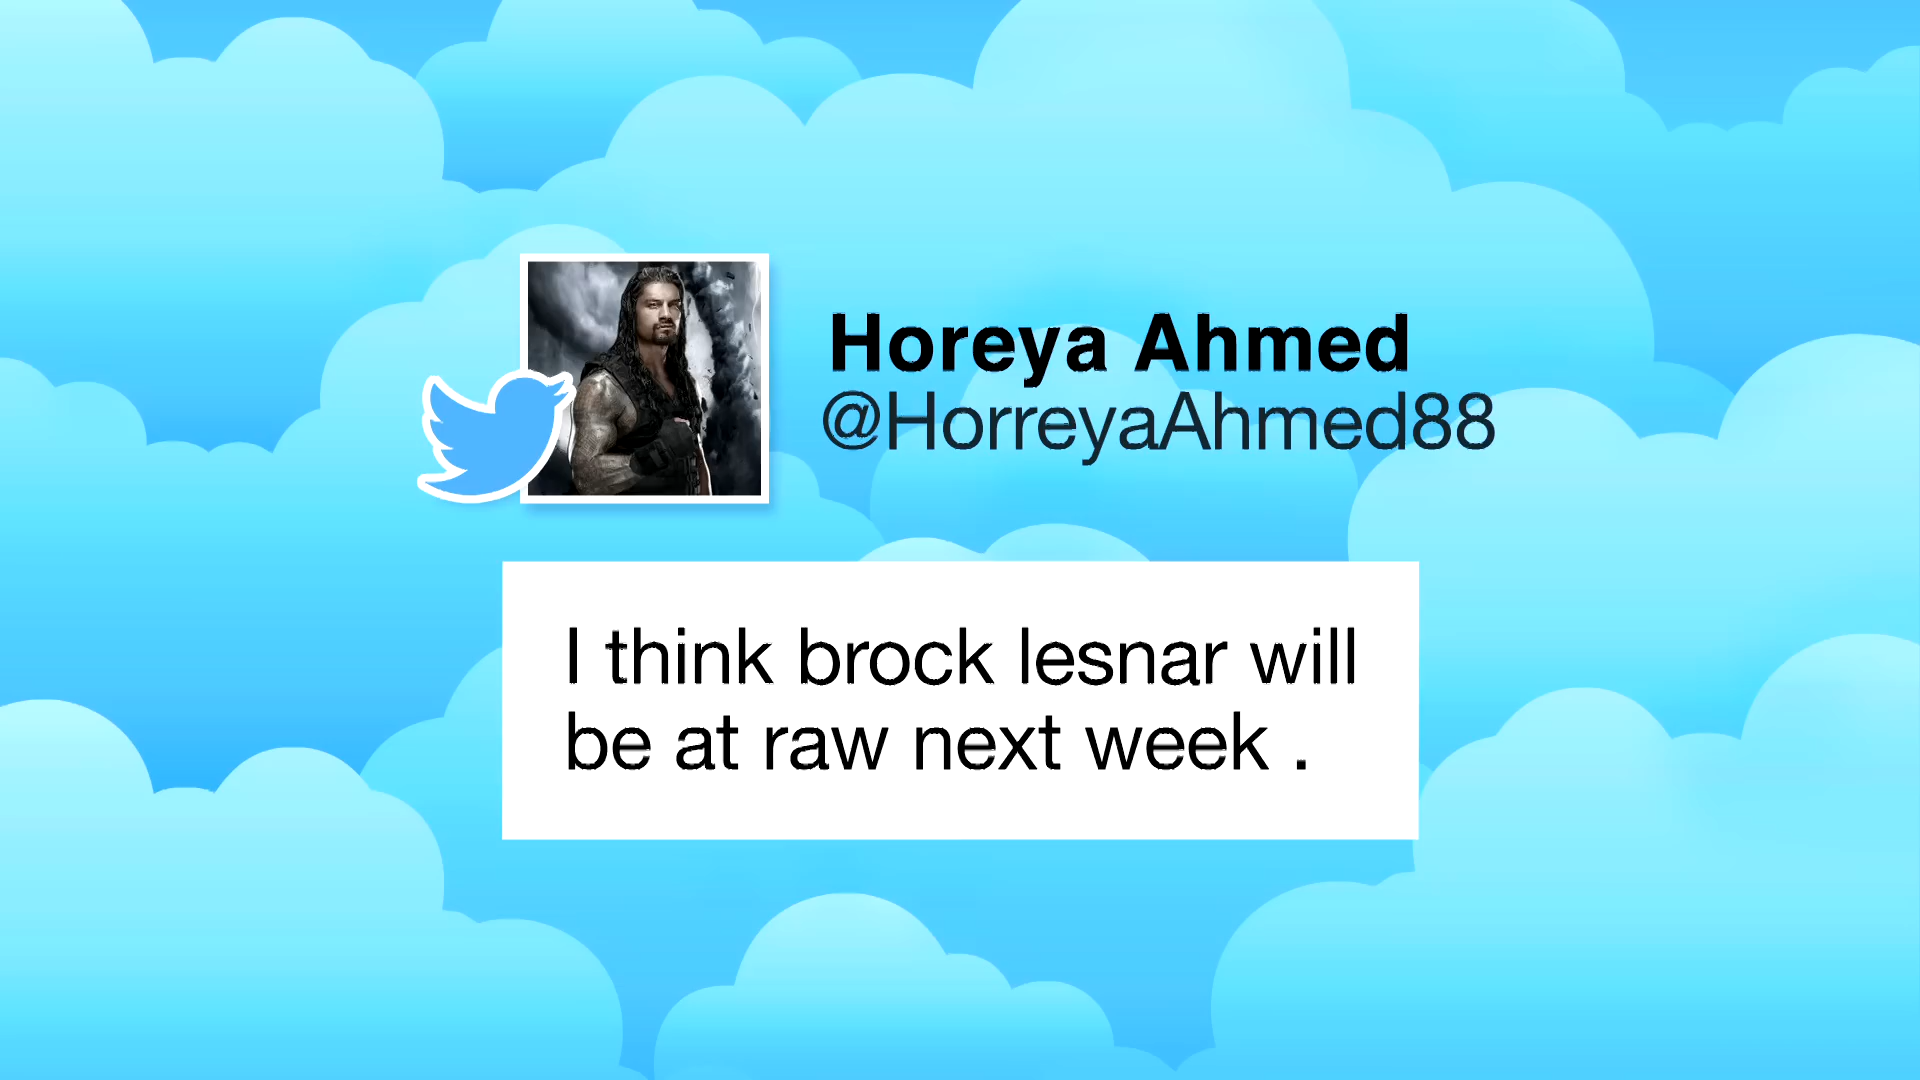 Horeya Ahmed
@HorreyaAhmed88
I think brock lesnar will
be at raw next week .